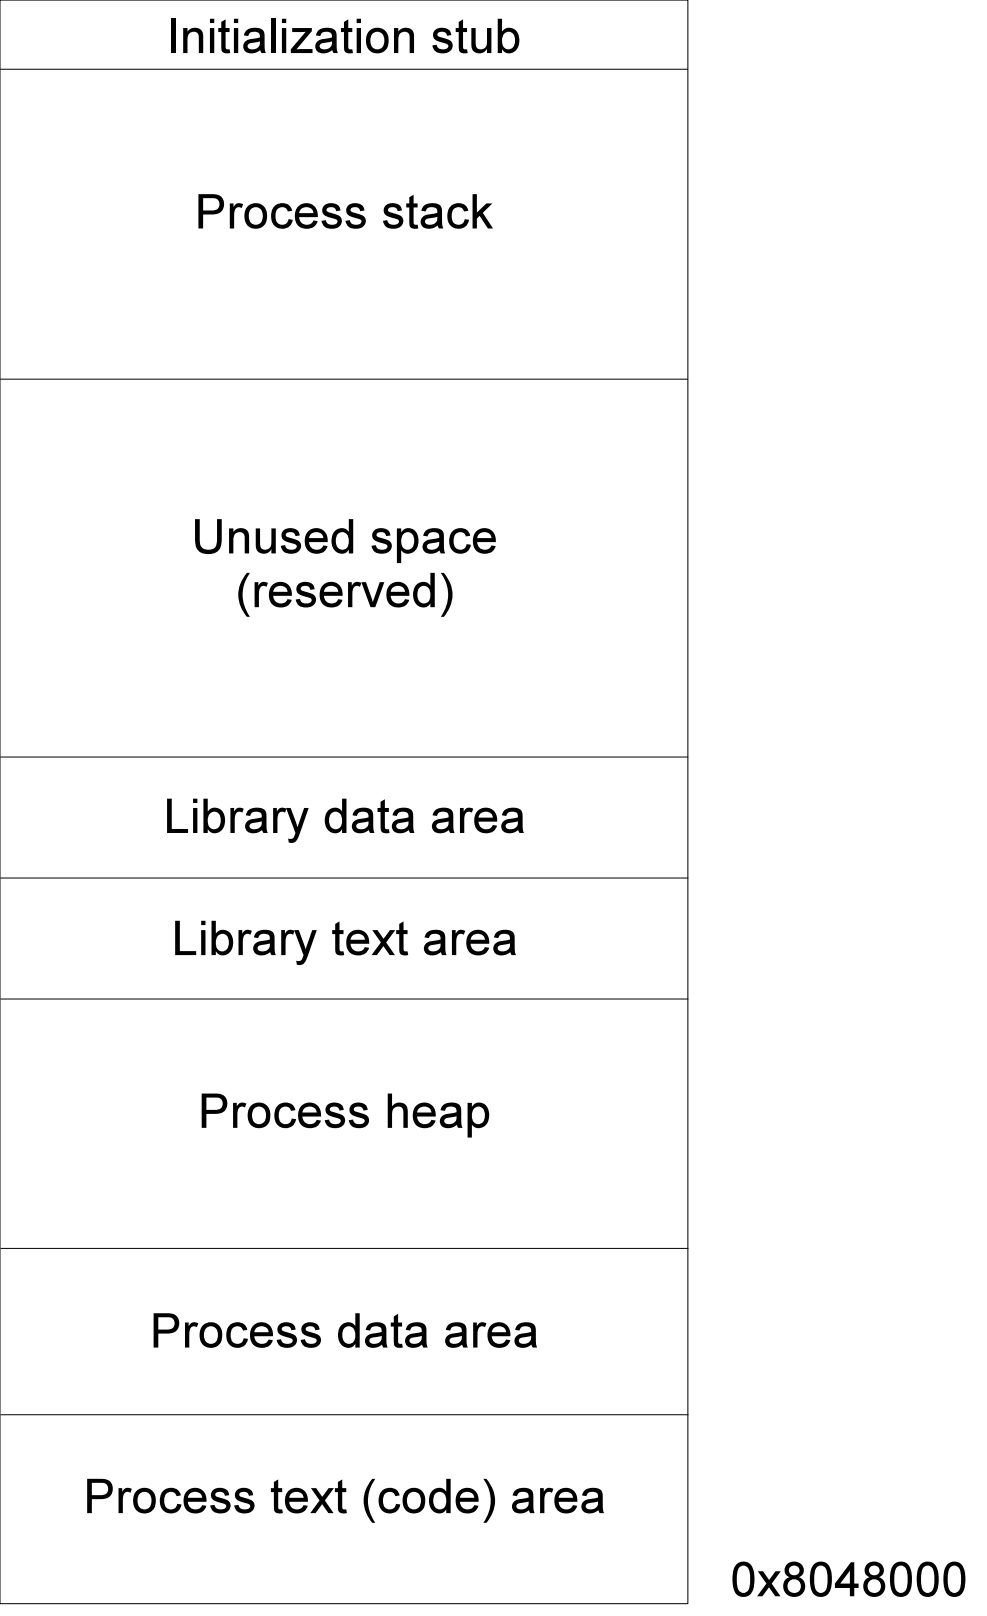 Initialization stub
Process stack
Unused space
(reserved)
Library data area
Library text area
Process heap
Process data area
Process text (code) area
0x8048000